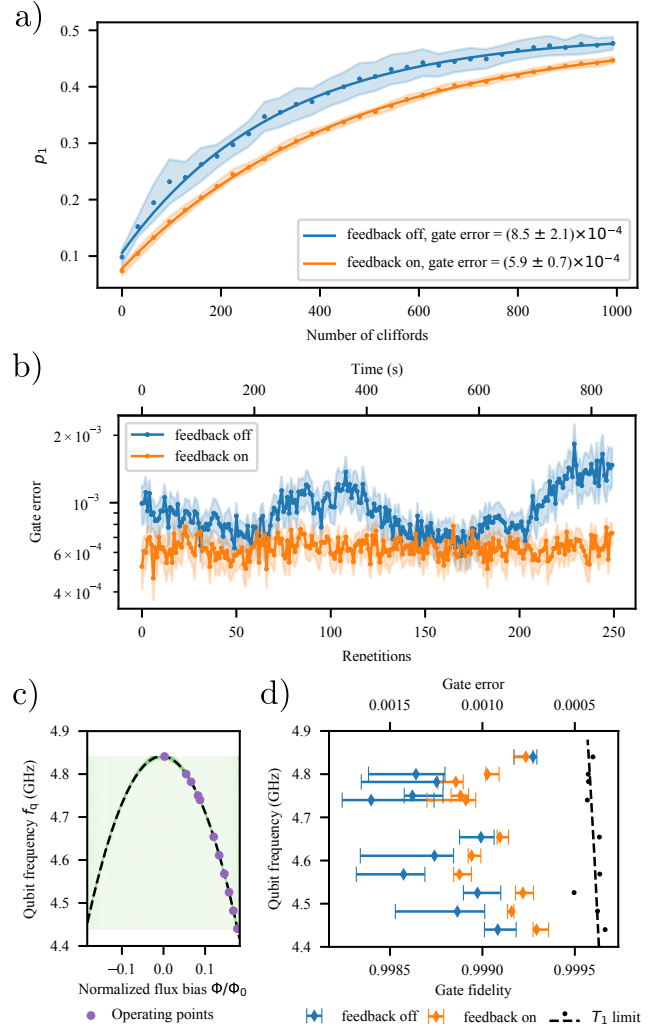 a)
0.5
0.4
0.3
0.2
0.1
p1
feedback off, gate error = (8.5 ± 2.1)×10−4
feedback on, gate error = (5.9 ± 0.7)×10−4
0 200 400 600 800 1000
Number of cliffords
b)
Time (s)
0 200 400 600 800
2 × 10−3
10−3
6 × 10−4
4 × 10−4
Gate error
feedback off
feedback on
0 50 100 150 200 250
Repetitions
c)
4.9
4.8
4.7
4.6
4.5
4.4
Qubit frequency fq (GHz)
−0.1 0.0 0.1
Normalized flux bias Φ/Φ0
Operating points
d)
Gate error
0.0015 0.0010 0.0005
4.9
4.8
4.7
4.6
4.5
4.4
Qubit frequency (GHz)
0.9985 0.9990 0.9995
Gate fidelity
feedback off
feedback on
T1 limit